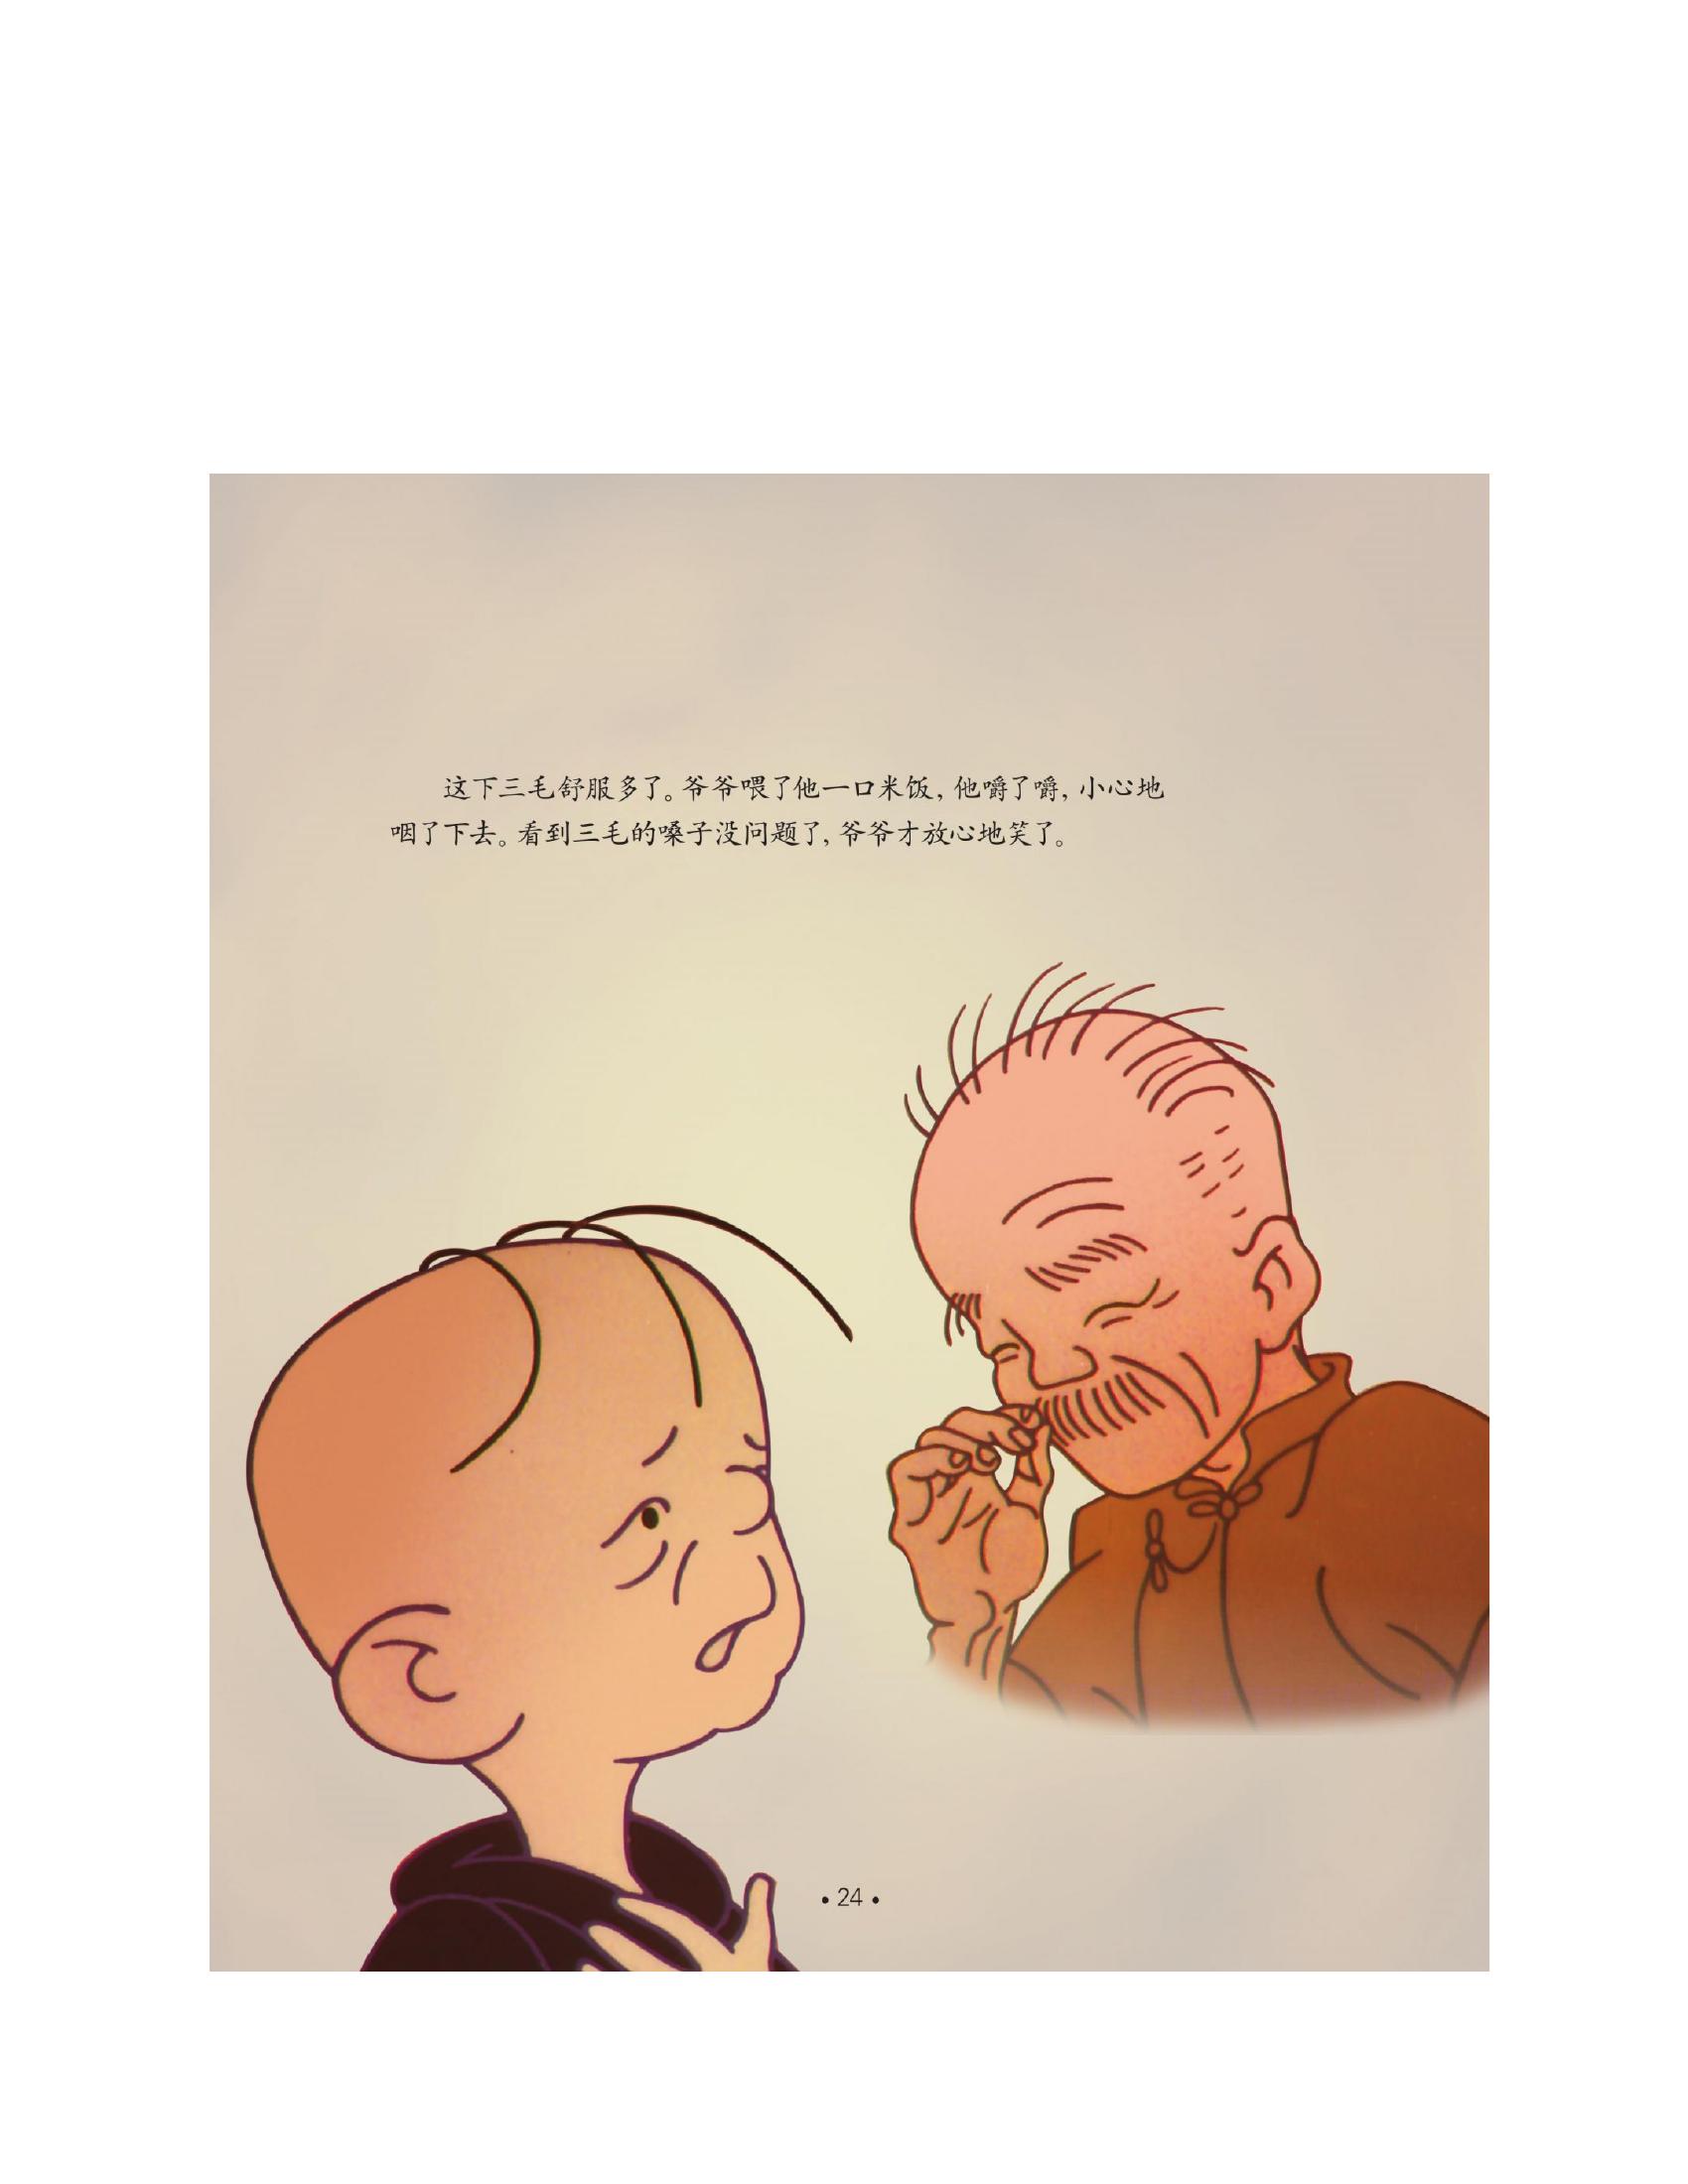 这下三毛舒服多了。爷爷喂了他一口米饭，他嚼了嚼，小心地
咽了下去。看到三毛的嗓子没问题了，爷爷才放心地笑了。
• 24 •